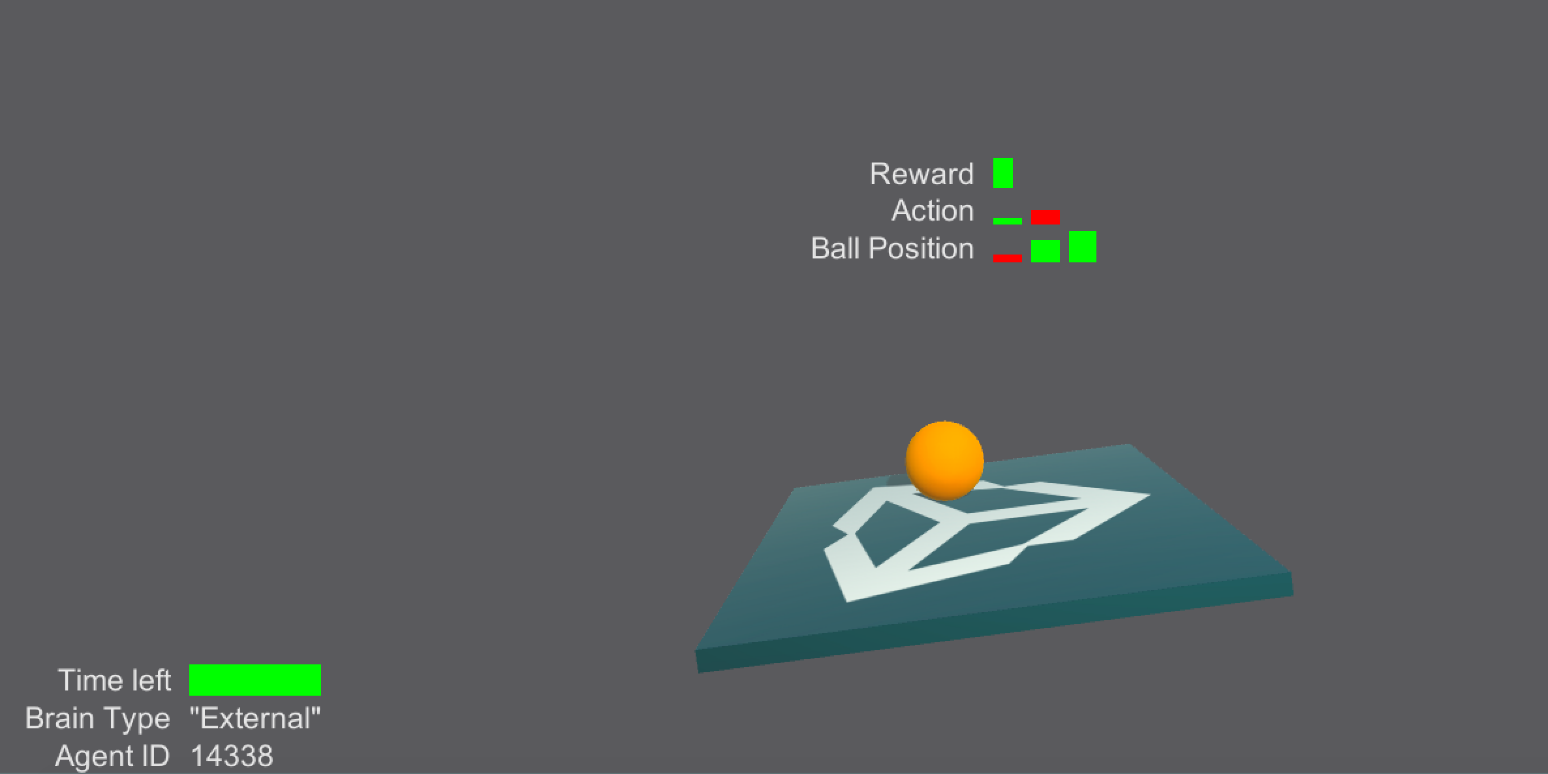 Reward
Action
Ball Position
Time left
Brain Type "External"
Agent ID 14338